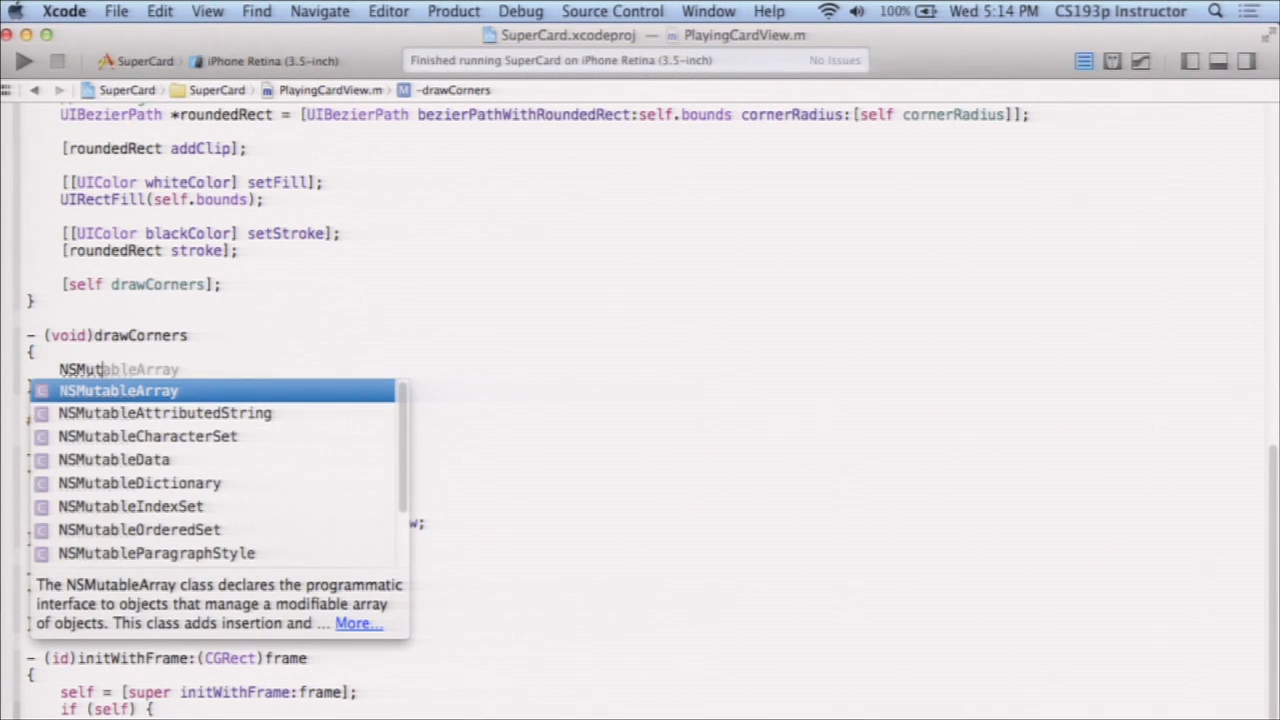 Xcode File Edit View Find Navigate Editor Product Debug Source Control Window Help 100% Wed 5:14 PM CS193p Instructor
SuperCard.xcodeproj — PlayingCardView.m
SuperCard iPhone Retina (3.5-inch) Finished running SuperCard on iPhone Retina (3.5-inch) No Issues
SuperCard SuperCard PlayingCardView.m M -drawCorners
UIBezierPath *roundedRect = [UIBezierPath bezierPathWithRoundedRect:self.bounds cornerRadius:[self cornerRadius]];
[roundedRect addClip];
[[UIColor whiteColor] setFill];
UIRectFill(self.bounds);
[[UIColor blackColor] setStroke];
[roundedRect stroke];
[self drawCorners];
}
- (void)drawCorners
{
NSMutableArray
C NSMutableArray
C NSMutableAttributedString
C NSMutableCharacterSet
C NSMutableData
C NSMutableDictionary
C NSMutableIndexSet
w;
C NSMutableOrderedSet
C NSMutableParagraphStyle
The NSMutableArray class declares the programmatic
interface to objects that manage a modifiable array
of objects. This class adds insertion and ... More...
- (id)initWithFrame:(CGRect)frame
{
self = [super initWithFrame:frame];
if (self) {